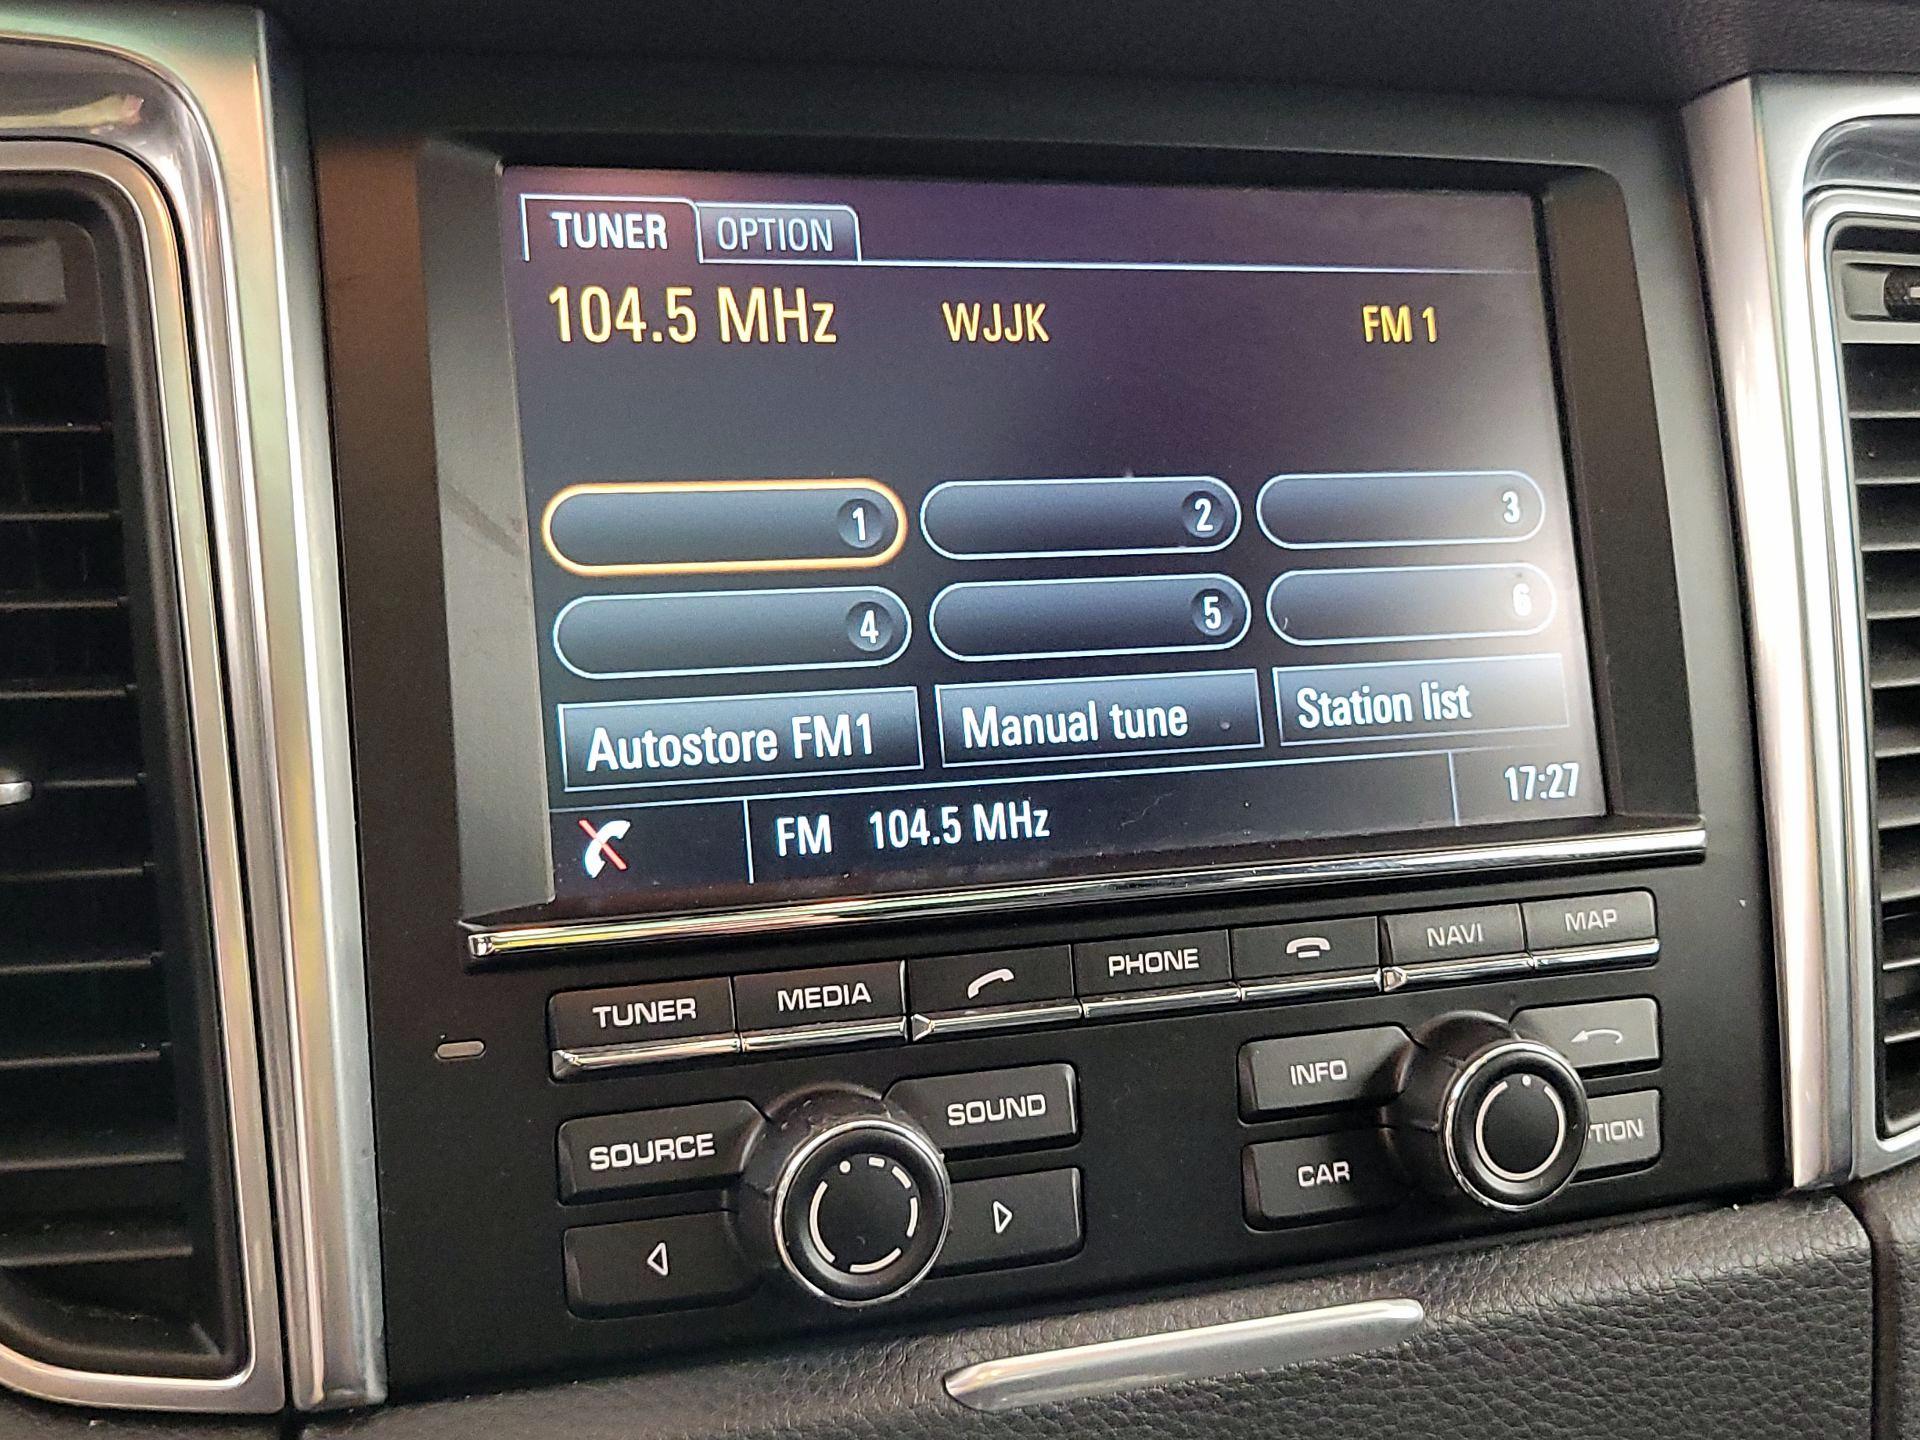 TUNER OPTION
104.5 MHz WJJK FM 1
1 2 3
4 5 6
Autostore FM1 Manual tune Station list
FM 104.5 MHz 17:27
TUNER MEDIA PHONE NAVI MAP
SOURCE SOUND INFO
CAR TION